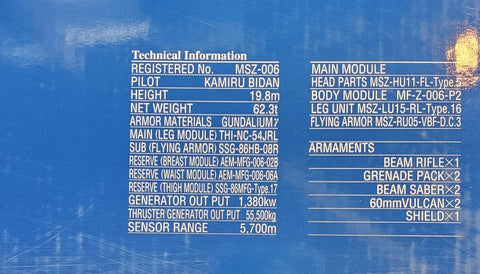 Technical Information
REGISTERED No. MSZ-006
PILOT KAMIRU BIDAN
HEIGHT 19.8m
NET WEIGHT 62.3t
ARMOR MATERIALS GUNDALIUM γ
MAIN (LEG MODULE) THI-NC-54JRL
SUB (FLYING ARMOR) SSG-86HB-08R
RESERVE (BREAST MODULE) AEM-MFG-006-02B
RESERVE (WAIST MODULE) AEM-MFG-006-06A
RESERVE (THIGH MODULE) SSG-86MFG-Type.17
GENERATOR OUT PUT 1,380kw
THRUSTER GENERATOR OUT PUT 55,500kg
SENSOR RANGE 5,700m
MAIN MODULE
HEAD PARTS MSZ-HU11-FL-Type.5
BODY MODULE MF-Z-006-P2
LEG UNIT MSZ-LU15-RL-Type.16
FLYING ARMOR MSZ-RU05-VBF-D.C.3
ARMAMENTS
BEAM RIFLE×1
GRENADE PACK×2
BEAM SABER×2
60mmVULCAN×2
SHIELD×1